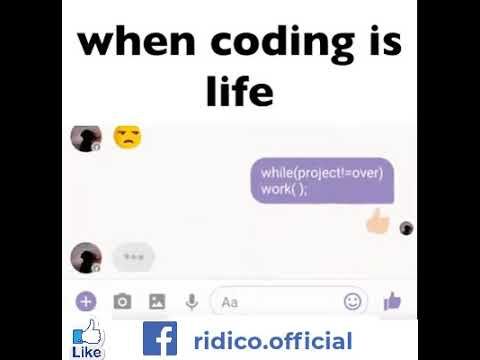 when coding is
life
while(project!=over)
work( );
Aa
Like
ridico.official